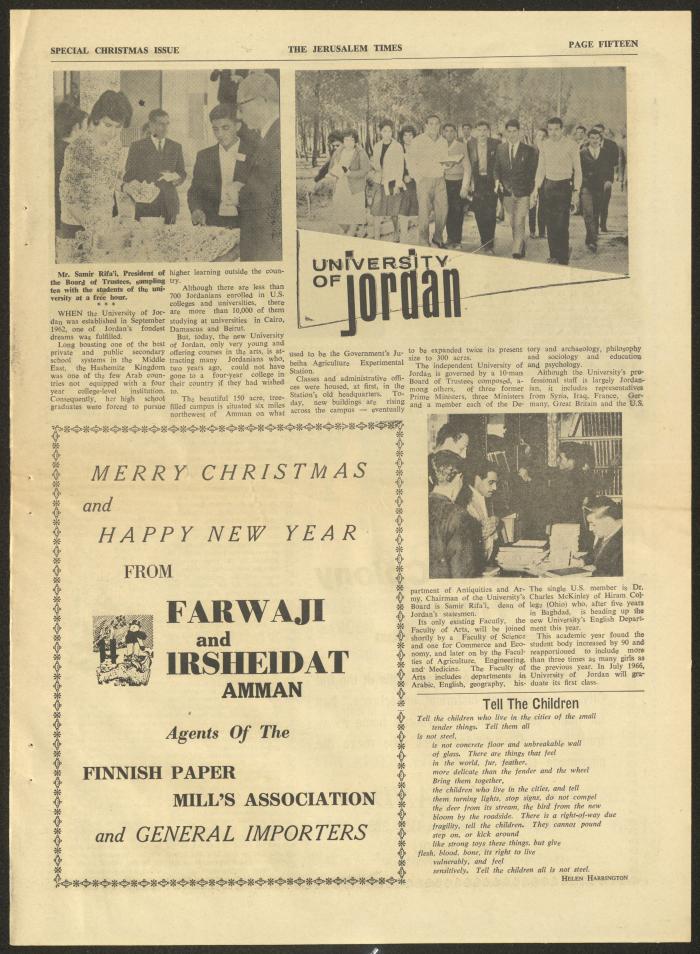 SPECIAL CHRISTMAS ISSUE
THE JERUSALEM TIMES
PAGE FIFTEEN
UNIVERSITY
OF jordan
Mr. Samir Rifa'i, President of
the Board of Trustees, sampling
tea with the students of the uni-
versity at a free hour.
* * *
WHEN the University of Jor-
dan was established in September
1962, one of Jordan's fondest
dreams was fulfilled.
Long boasting one of the best
private and public secondary
school systems in the Middle
East, the Hashemite Kingdom
was one of the few Arab coun-
tries not equipped with a four
year college-level institution.
Consequently, her high school
graduates were forced to pursue
higher learning outside the coun-
try.
Although there are less than
700 Jordanians enrolled in U.S.
colleges and universities, there
are more than 10,000 of them
studying at universities in Cairo,
Damascus and Beirut.
But, today, the new University
of Jordan, only very young and
offering courses in the arts, is at-
tracting many Jordanians who,
two years ago, could not have
gone to a four-year college in
their country if they had wished
to.
The beautiful 150 acre, tree-
filled campus is situated six miles
northwest of Amman on what
used to be the Government's Ju-
beiha Agriculture Experimental
Station.
Classes and administrative offi-
ces were housed, at first, in the
Station's old headquarters. To-
day, new buildings are rising
across the campus — eventually
to be expanded twice its present
size to 300 acres.
The independent University of
Jordan is governed by a 10-man
Board of Trustees composed, a-
mong others, of three former
Prime Ministers, three Ministers
and a member each of the De-
partment of Antiquities and Ar-
my. Chairman of the University's
Board is Samir Rifa'i, dean of
Jordan's statesmen.
Its only existing Faculty, the
Faculty of Arts, will be joined
shortly by a Faculty of Science
and one for Commerce and Eco-
nomy, and later on by the Facul-
ties of Agriculture, Engineering,
and Medicine. The Faculty of
Arts includes departments in
Arabic, English, geography, his-
tory and archaeology, philosophy
and sociology and education
and psychology.
Although the University's pro-
fessional staff is largely Jordan-
ian, it includes representatives
from Syria, Iraq, France, Ger-
many, Great Britain and the U.S.
The single U.S. member is Dr.
Charles McKinley of Hiram Col-
lege (Ohio) who, after five years
in Baghdad, is heading up the
new University's English Depart-
ment this year.
This academic year found the
student body increased by 90 and
reapportioned to include more
than three times as many girls as
the previous year. In July 1966,
University of Jordan will gra-
duate its first class.
MERRY CHRISTMAS
and
HAPPY NEW YEAR
FROM
FARWAJI
and
IRSHEIDAT
AMMAN
Agents Of The
FINNISH PAPER
MILL'S ASSOCIATION
and GENERAL IMPORTERS
Tell The Children
Tell the children who live in the cities of the small
tender things. Tell them all
is not steel,
is not concrete floor and unbreakable wall
of glass. There are things that feel
in the world, fur, feather,
more delicate than the fender and the wheel
Bring them together,
the children who live in the cities, and tell
them turning lights, stop signs, do not compel
the deer from its stream, the bird from the new
bloom by the roadside. There is a right-of-way due
fragility, tell the children. They cannot pound
step on, or kick around
like strong toys these things, but give
flesh, blood, bone, its right to live
vulnerably, and feel
sensitively. Tell the children all is not steel.
HELEN HARRINGTON